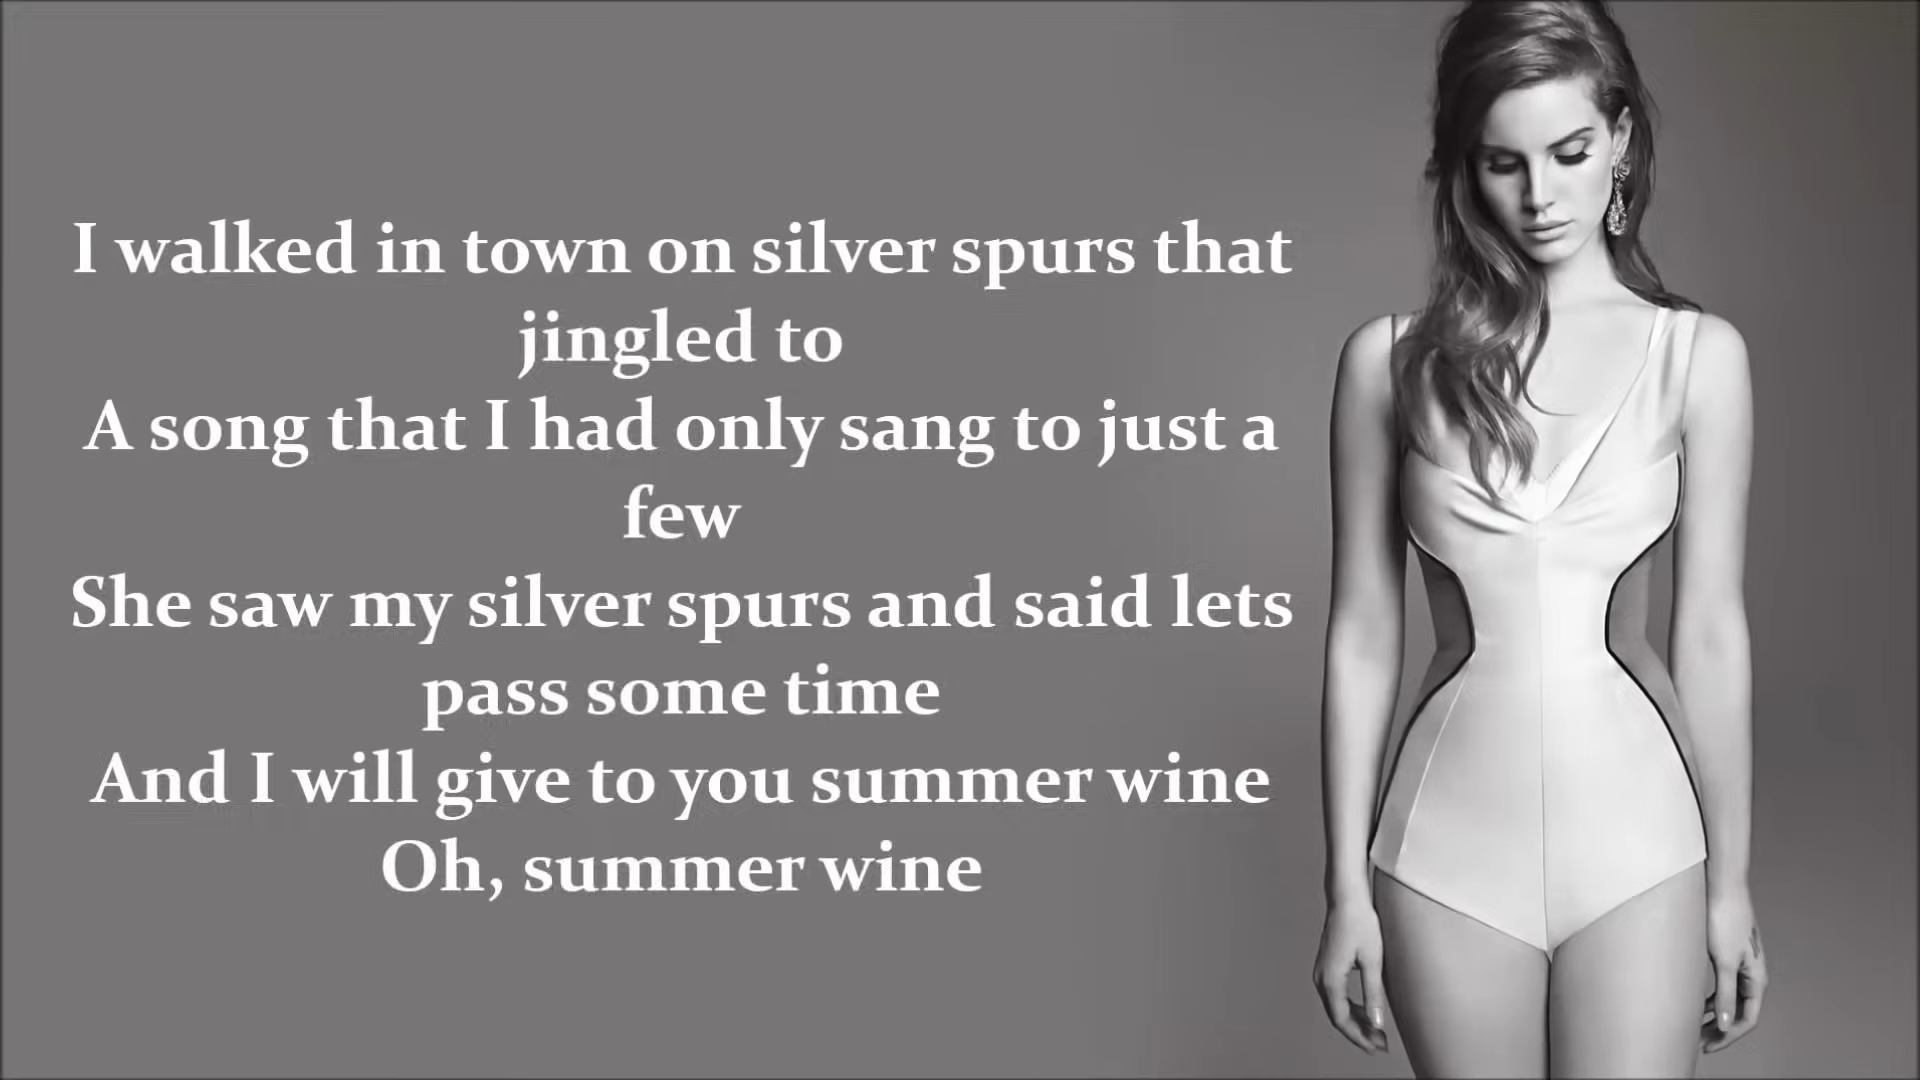 I walked in town on silver spurs that
jingled to
A song that I had only sang to just a
few
She saw my silver spurs and said lets
pass some time
And I will give to you summer wine
Oh, summer wine